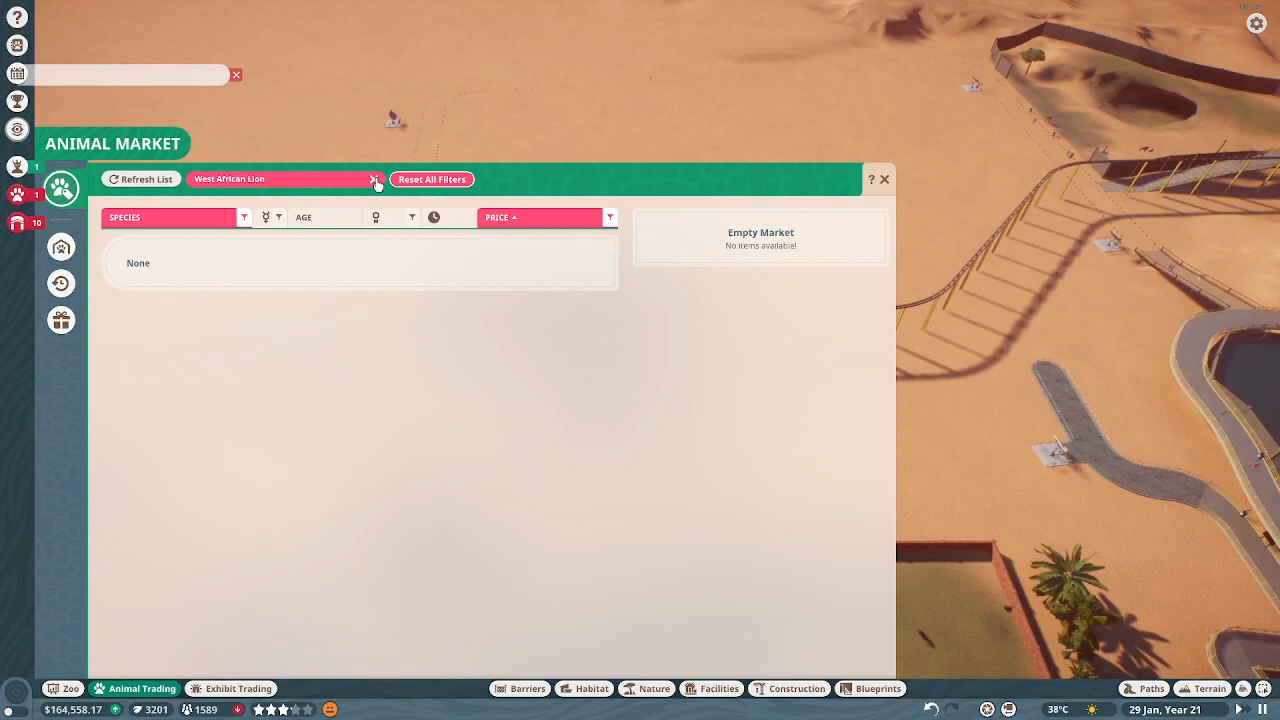 ANIMAL MARKET
1
1
10
Refresh List
West African Lion
Reset All Filters
?
SPECIES
AGE
PRICE
None
Empty Market
No items available!
Zoo
Animal Trading
Exhibit Trading
Barriers
Habitat
Nature
Facilities
Construction
Blueprints
Paths
Terrain
$164,558.17
3201
1589
38°C
29 Jan, Year 21